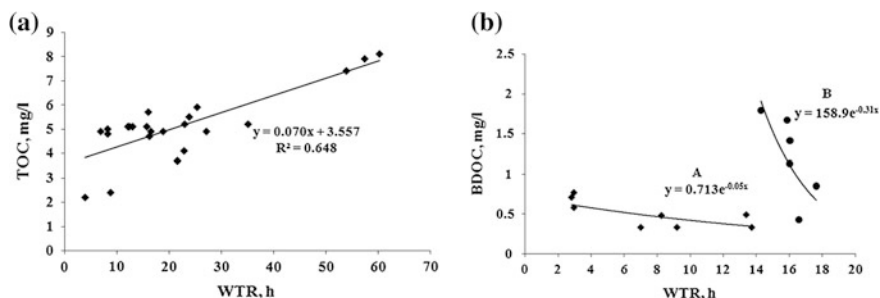 (a)
9
8
7
6
5
4
3
2
1
0
TOC, mg/l
y = 0.070x + 3.557
R² = 0.648
0 10 20 30 40 50 60 70
WTR, h
(b)
2.5
2
1.5
1
0.5
0
BDOC, mg/l
B
y = 158.9e^-0.31x
A
y = 0.713e^-0.05x
2 4 6 8 10 12 14 16 18 20
WTR, h